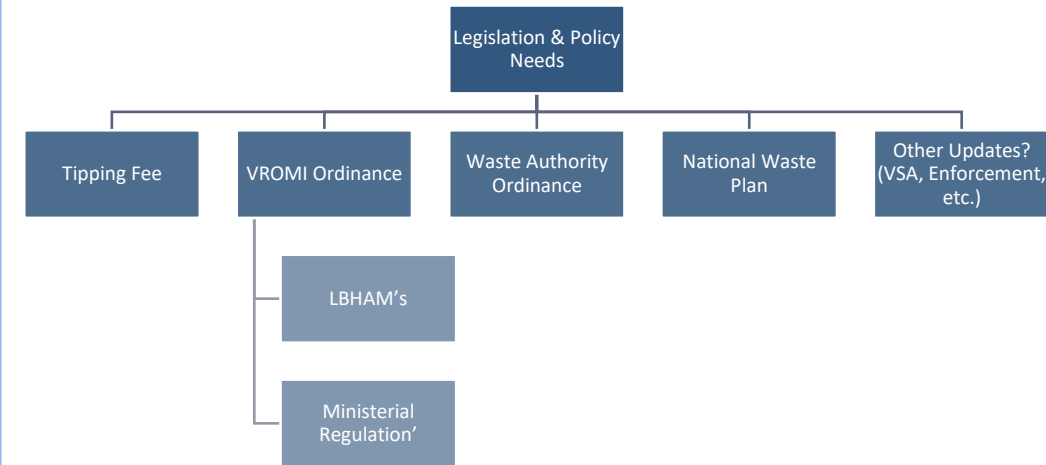 Legislation & Policy
Needs
Tipping Fee
VROMI Ordinance
Waste Authority
Ordinance
National Waste
Plan
Other Updates?
(VSA, Enforcement,
etc.)
LBHAM’s
Ministerial
Regulation’